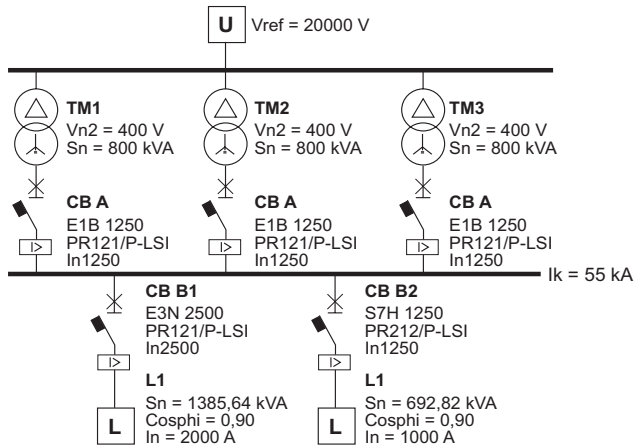 U
Vref = 20000 V
TM1
Vn2 = 400 V
Sn = 800 kVA
TM2
Vn2 = 400 V
Sn = 800 kVA
TM3
Vn2 = 400 V
Sn = 800 kVA
CB A
E1B 1250
PR121/P-LSI
In1250
I>
CB A
E1B 1250
PR121/P-LSI
In1250
I>
CB A
E1B 1250
PR121/P-LSI
In1250
I>
Ik = 55 kA
CB B1
E3N 2500
PR121/P-LSI
In2500
I>
L1
Sn = 1385,64 kVA
Cosphi = 0,90
In = 2000 A
L
CB B2
S7H 1250
PR212/P-LSI
In1250
I>
L1
Sn = 692,82 kVA
Cosphi = 0,90
In = 1000 A
L